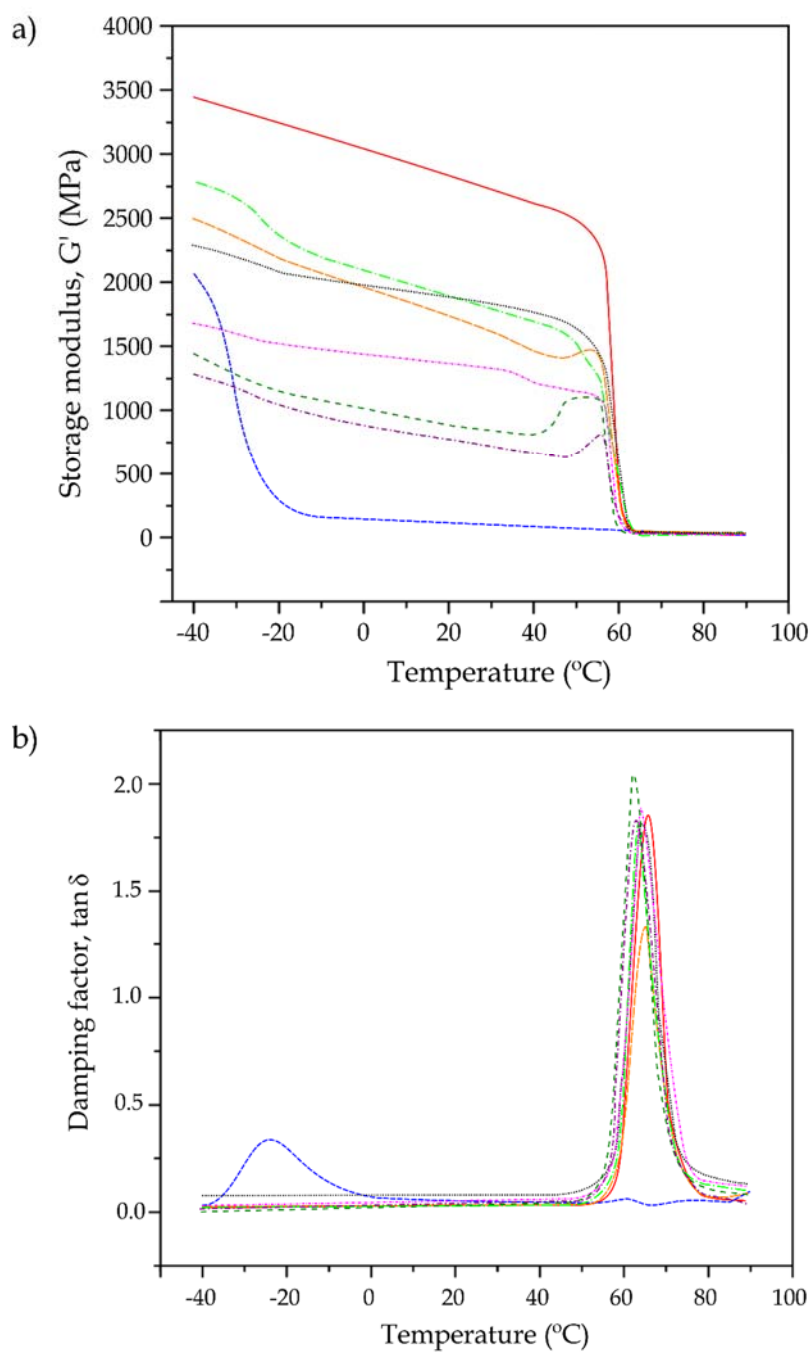 a)
4000
3500
3000
2500
2000
1500
1000
500
0
Storage modulus, G' (MPa)
-40 -20 0 20 40 60 80 100
Temperature (ºC)
b)
2.0
1.5
1.0
0.5
0.0
Damping factor, tan δ
-40 -20 0 20 40 60 80 100
Temperature (ºC)